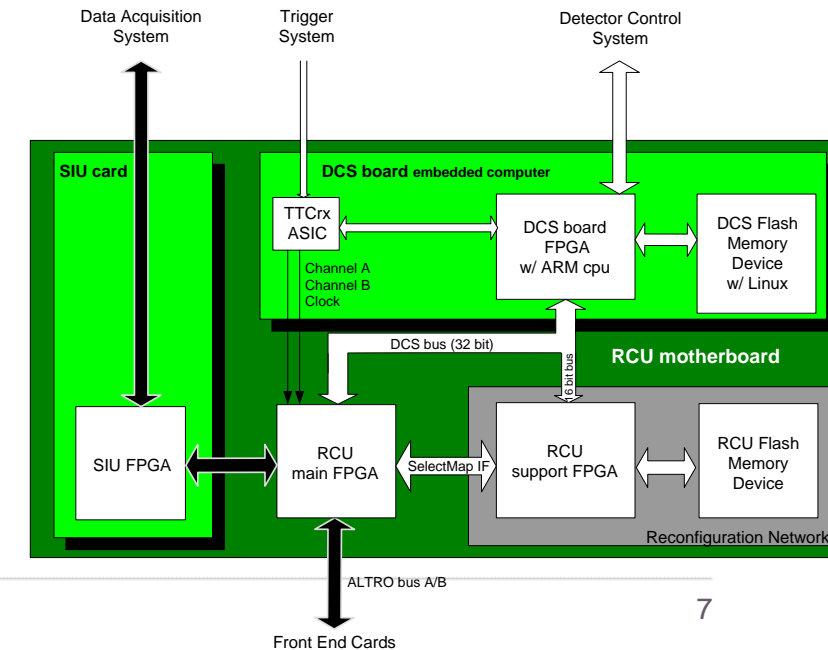 Data Acquisition
System
Trigger
System
Detector Control
System
SIU card
DCS board embedded computer
TTCrx
ASIC
DCS board
FPGA
w/ ARM cpu
DCS Flash
Memory
Device
w/ Linux
Channel A
Channel B
Clock
DCS bus (32 bit)
6 bit bus
RCU motherboard
SIU FPGA
RCU
main FPGA
SelectMap IF
RCU
support FPGA
RCU Flash
Memory
Device
Reconfiguration Network
ALTRO bus A/B
7
Front End Cards